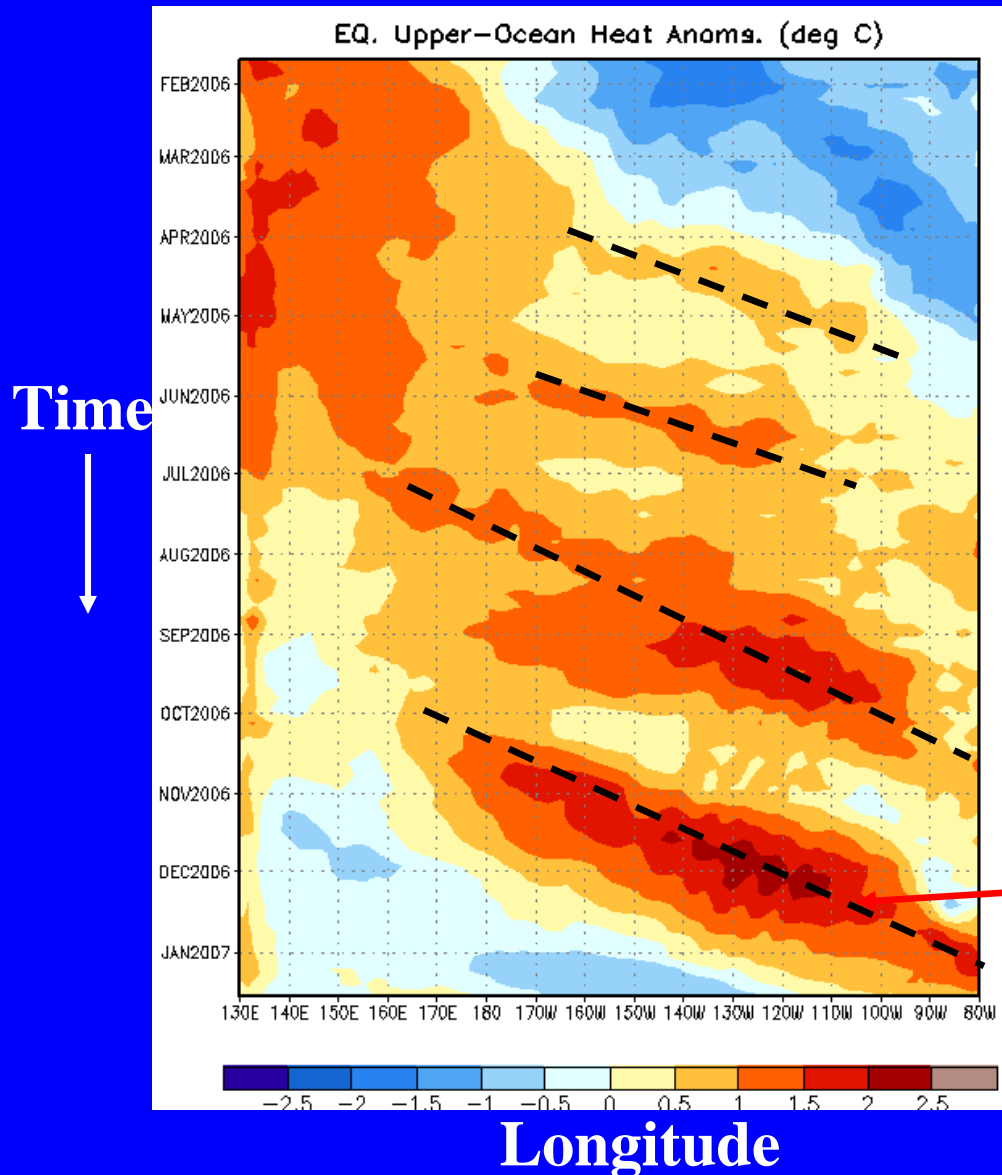 EQ. Upper-Ocean Heat Anoms. (deg C)
FEB2006
MAR2006
APR2006
MAY2006
JUN2006
JUL2006
AUG2006
SEP2006
OCT2006
NOV2006
DEC2006
JAN2007
Time
130E 140E 150E 160E 170E 180 170W 160W 150W 140W 130W 120W 110W 100W 90W 80W
-2.5 -2 -1.5 -1 -0.5 0 0.5 1 1.5 2 2.5
Longitude